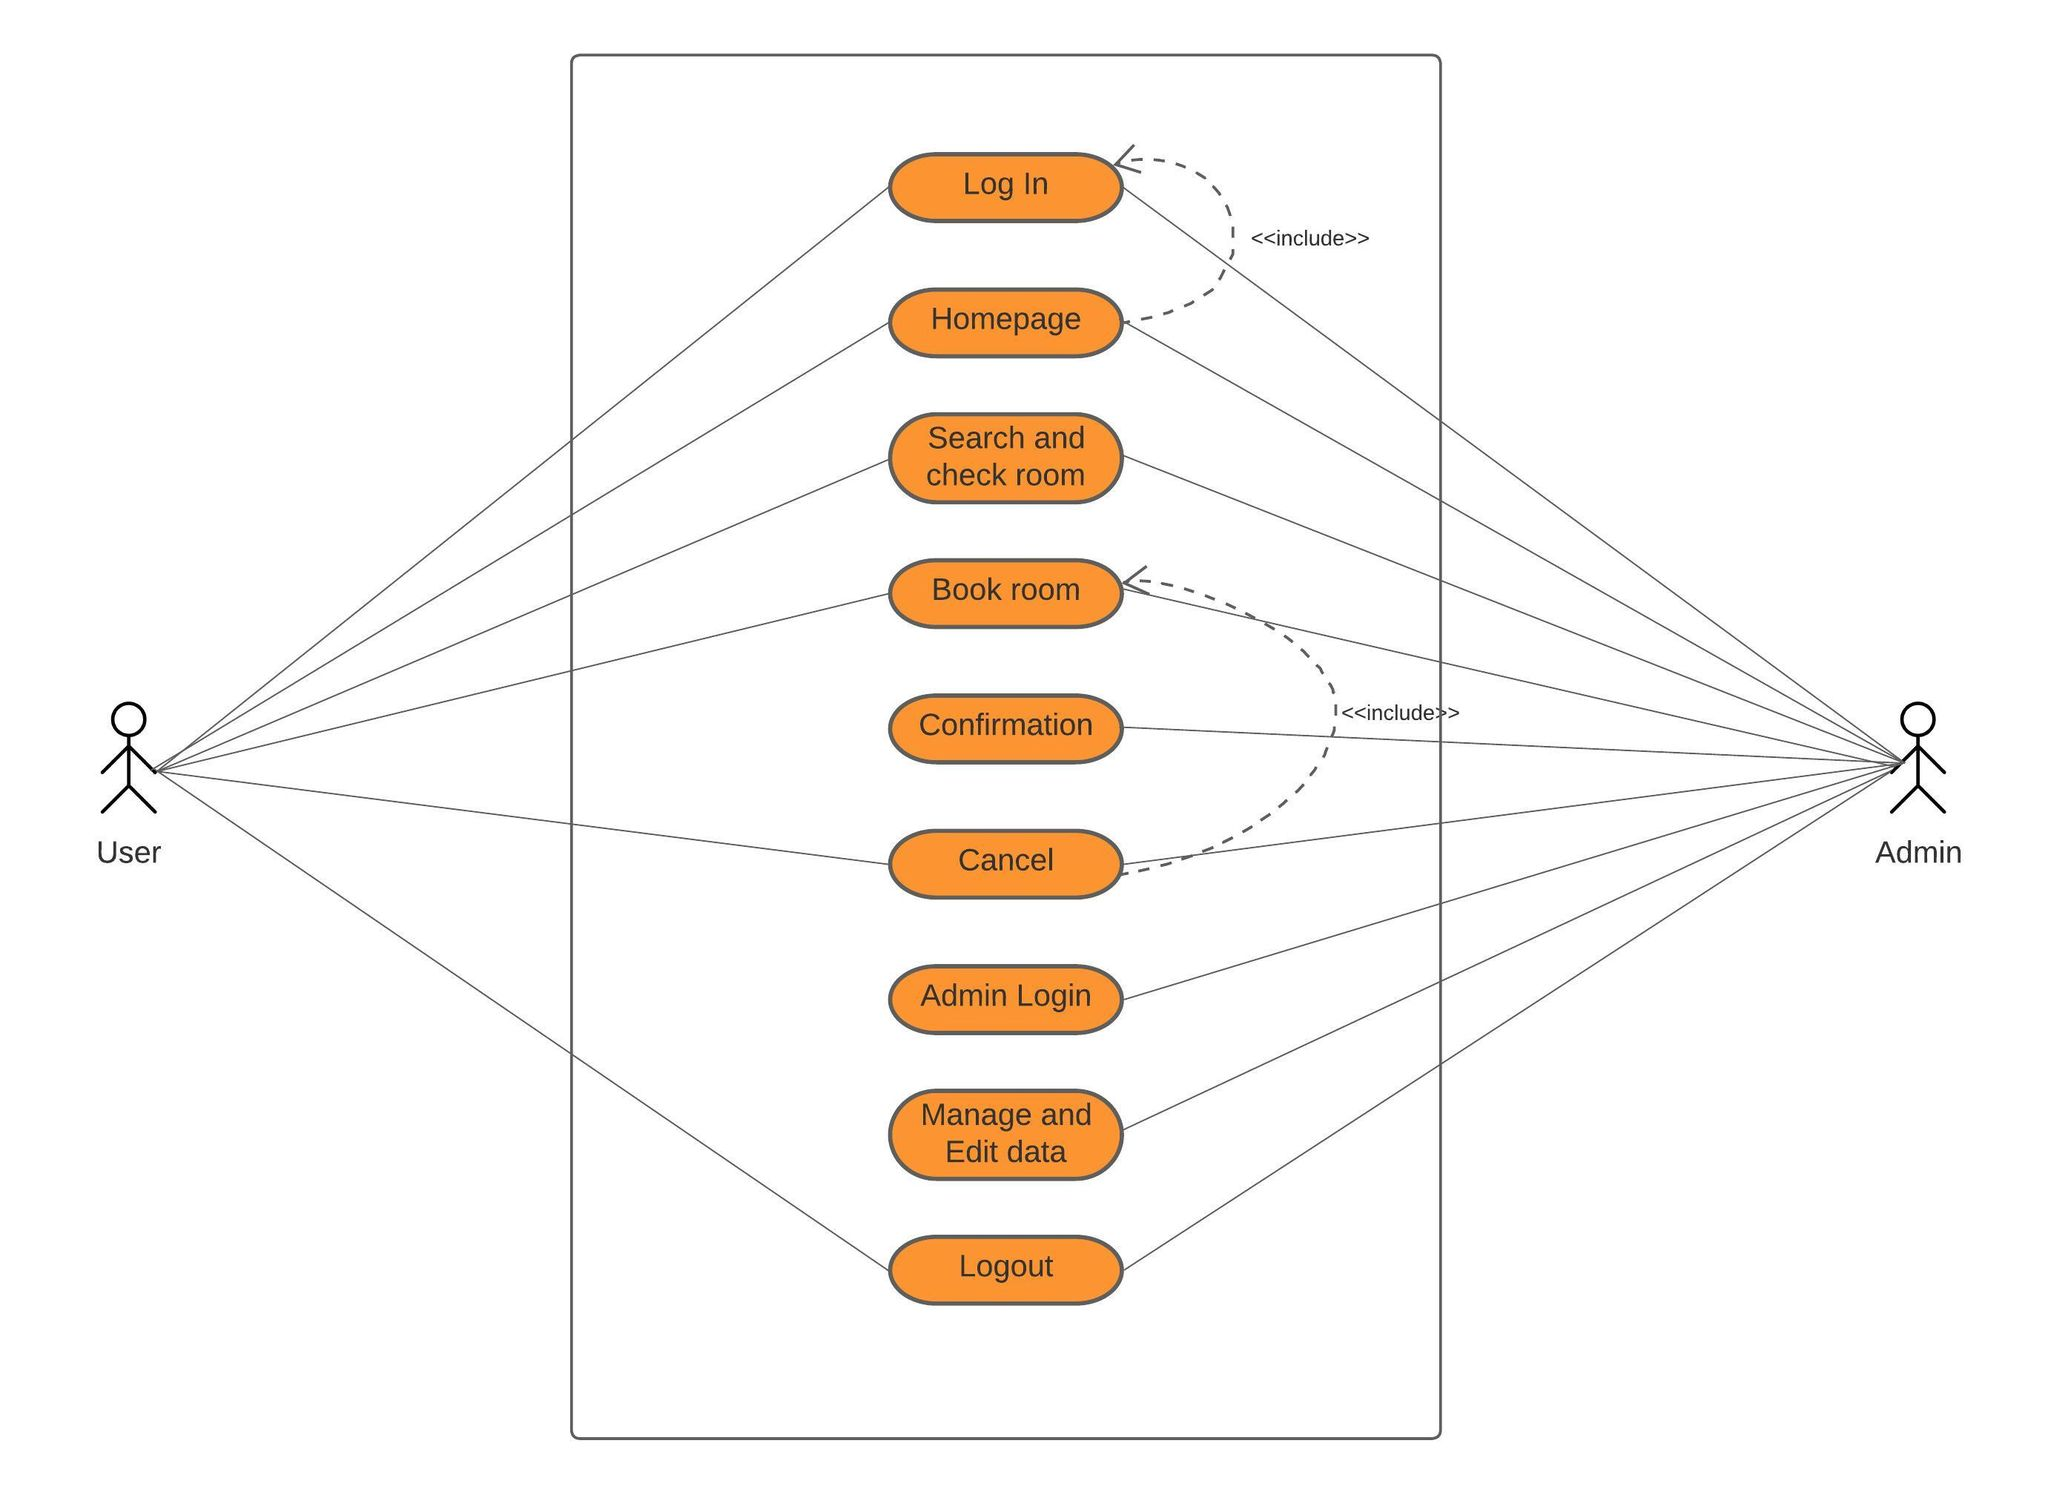 Log In
<<include>>
Homepage
Search and
check room
Book room
<<include>>
Confirmation
Cancel
User
Admin
Admin Login
Manage and
Edit data
Logout